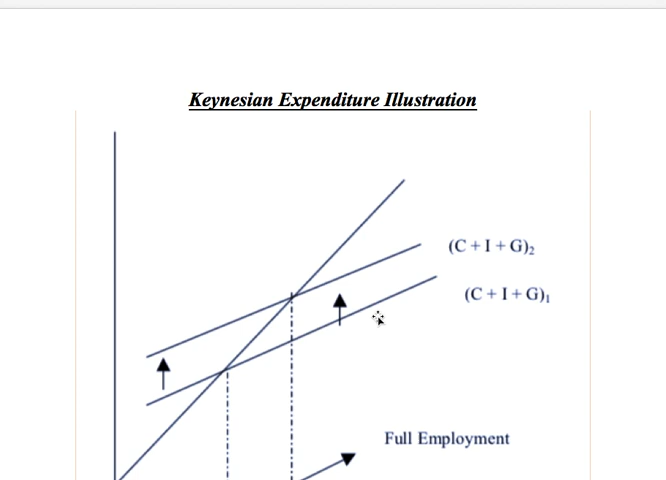 Keynesian Expenditure Illustration
(C + I + G)₂
(C + I + G)₁
Full Employment